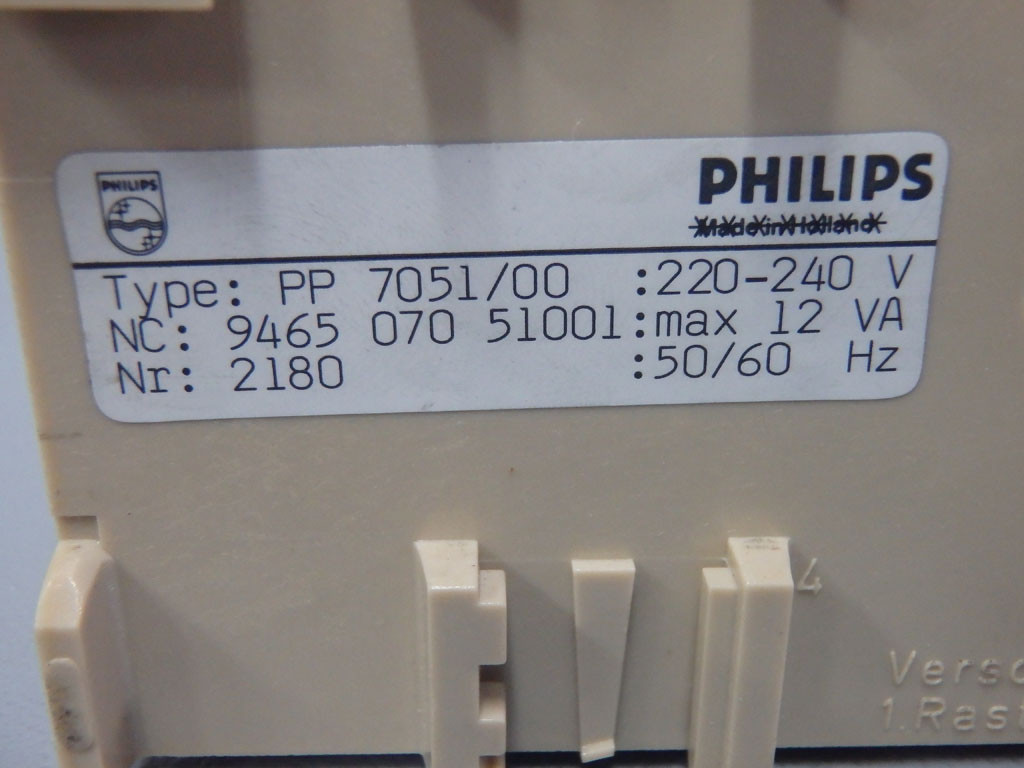 PHILIPS
PHILIPS
Made in Holland
Type: PP 7051/00 :220-240 V
NC: 9465 070 51001:max 12 VA
Nr: 2180 :50/60 Hz
4
1.Rast